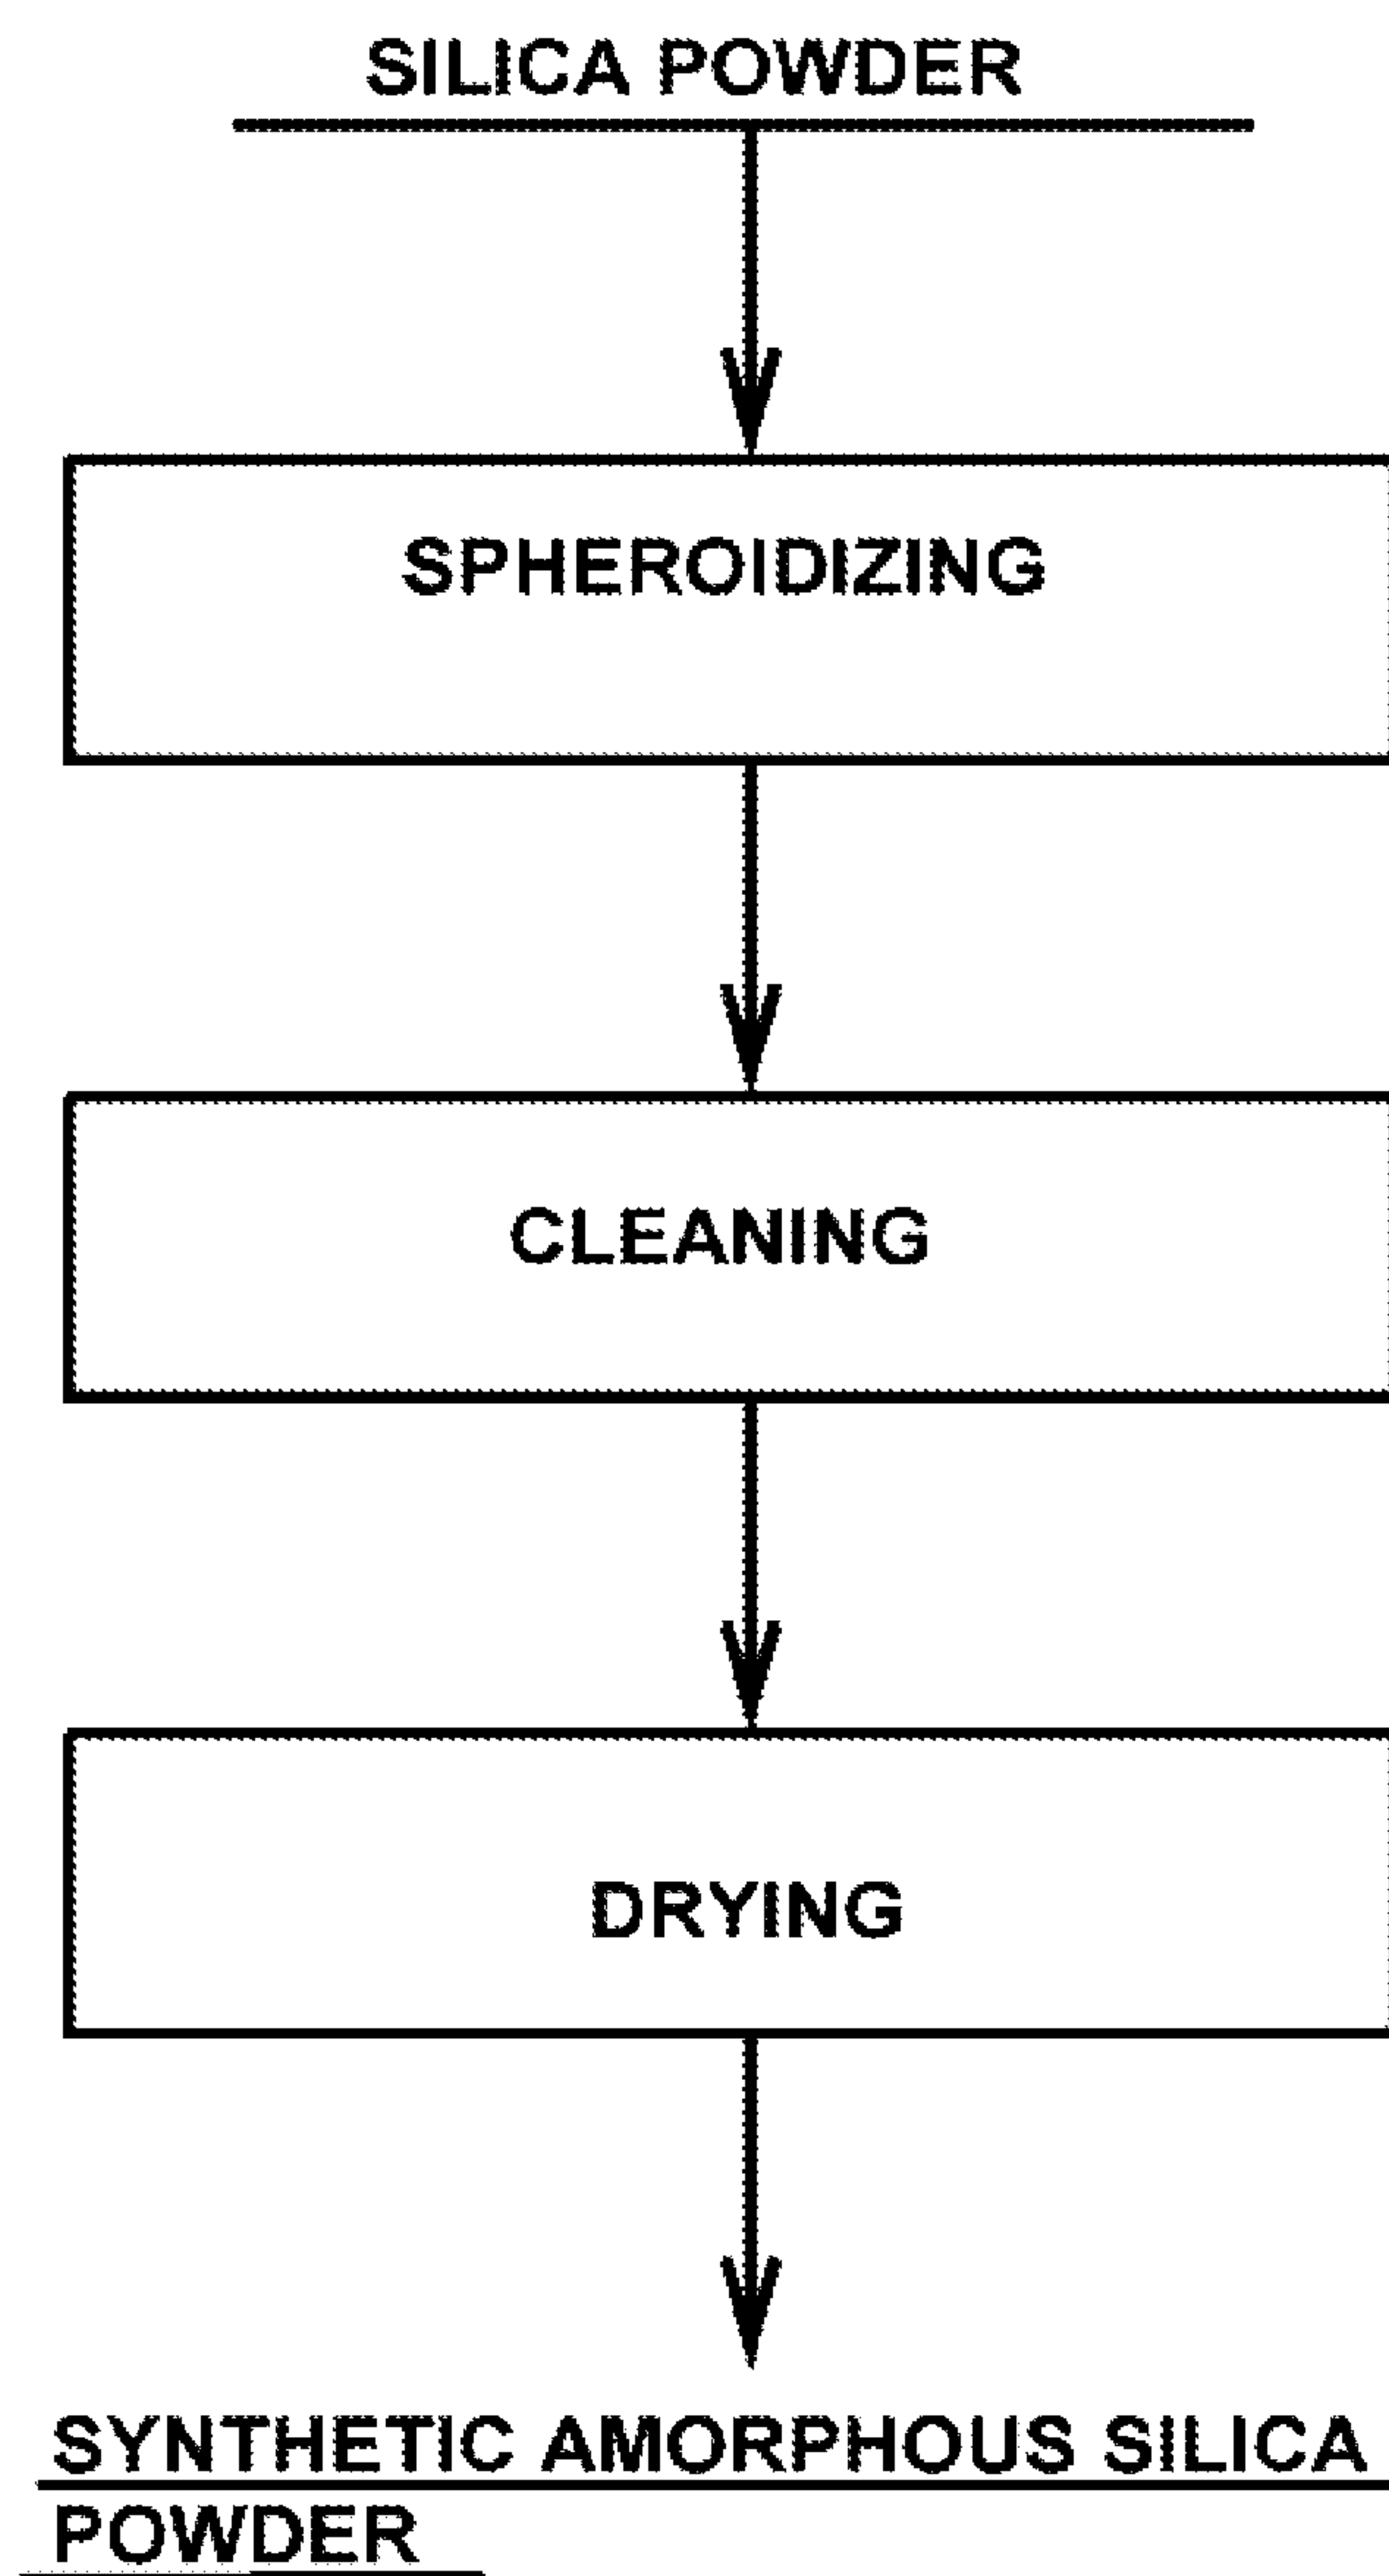 SILICA POWDER
SPHEROIDIZING
CLEANING
DRYING
SYNTHETIC AMORPHOUS SILICA
POWDER